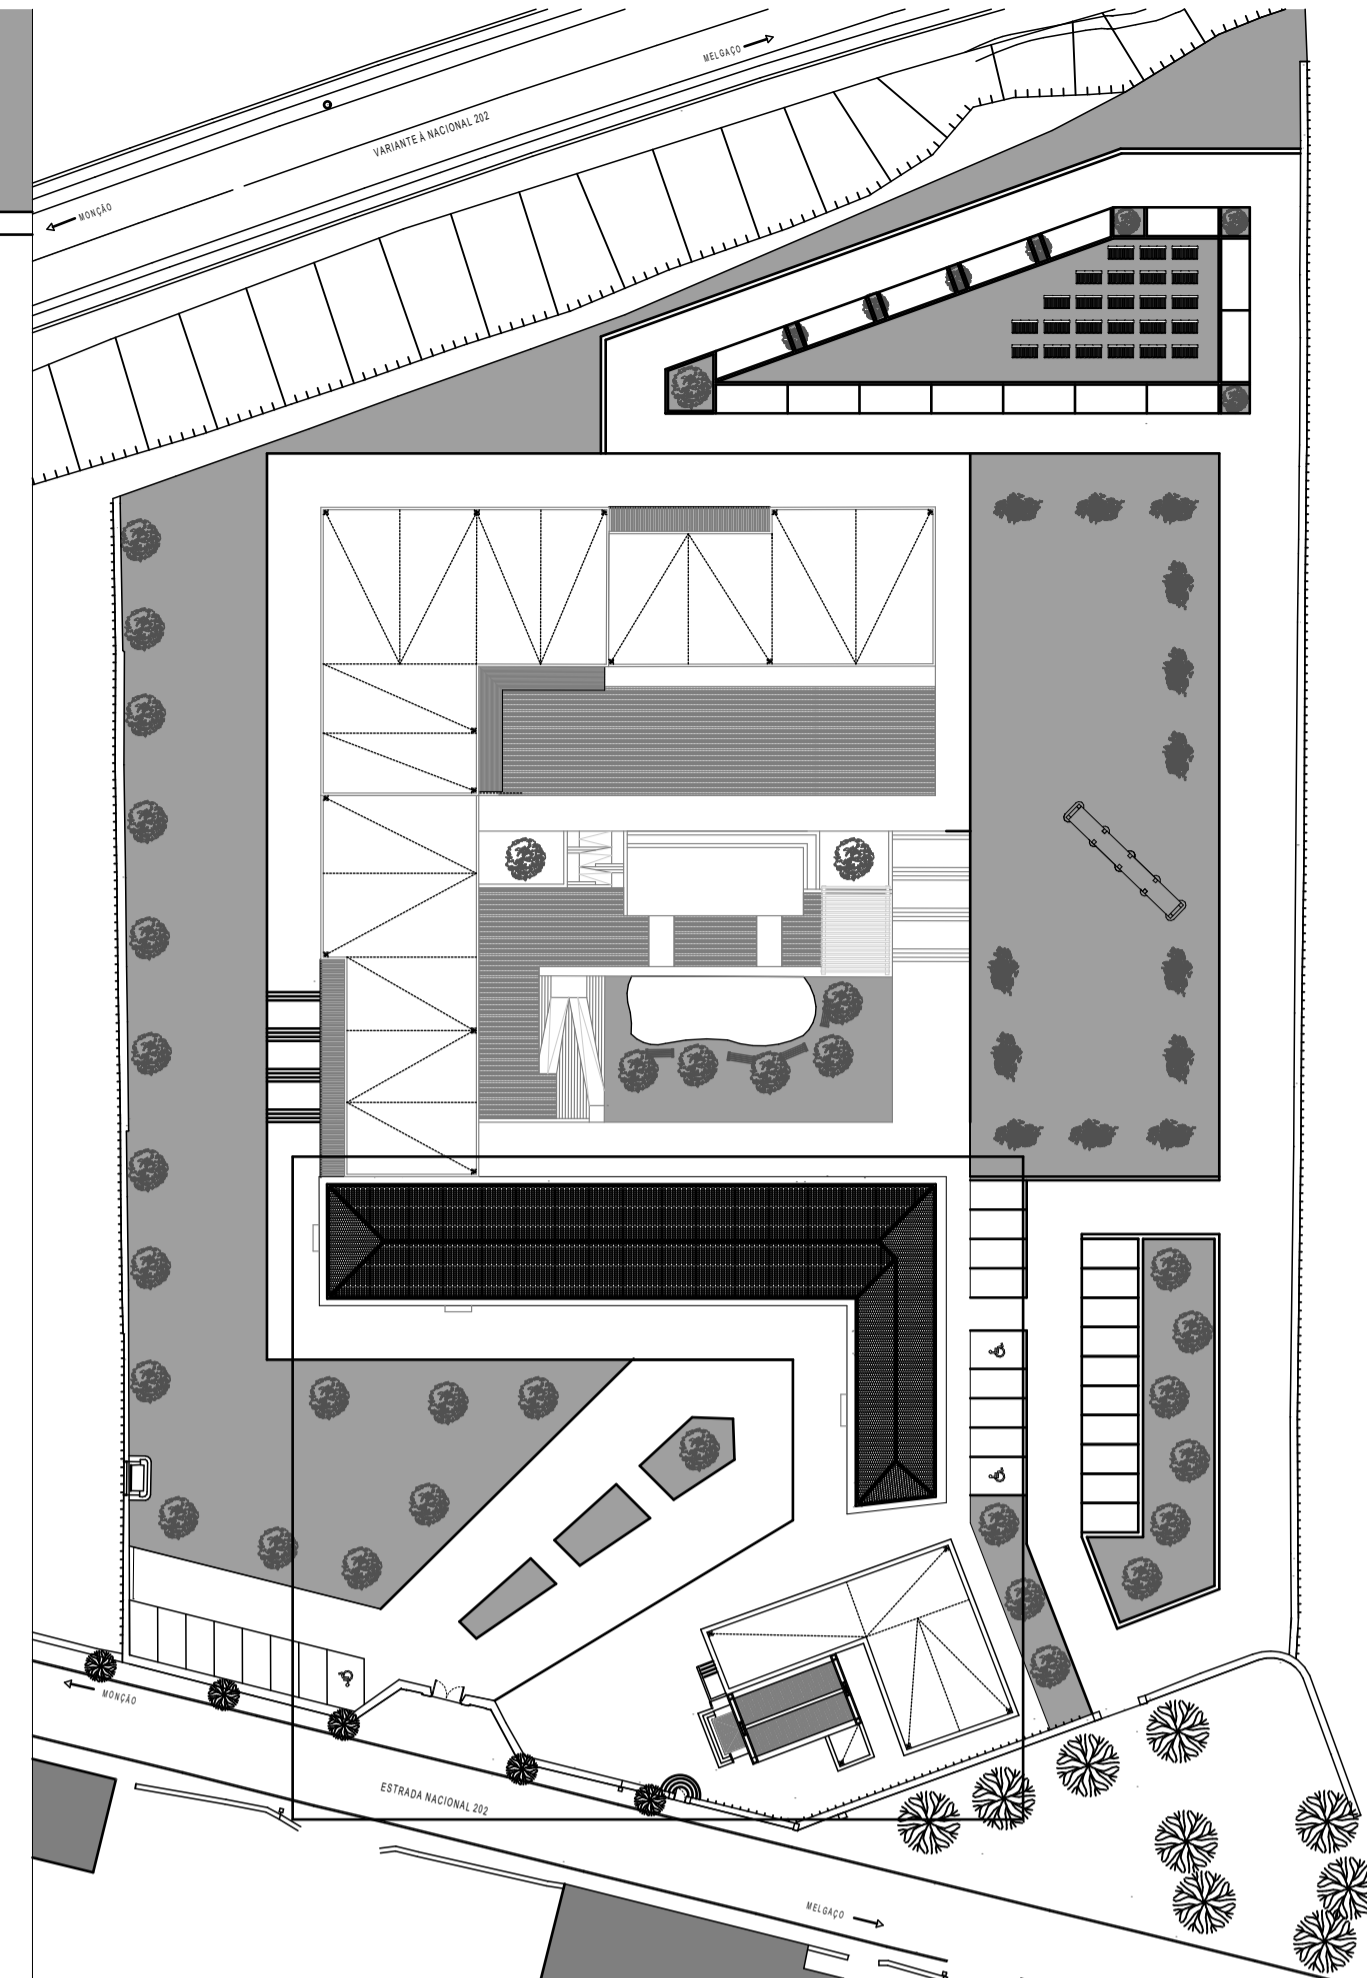 MELGAÇO
VARIANTE À NACIONAL 202
MONÇÃO
MONÇÃO
ESTRADA NACIONAL 202
MELGAÇO